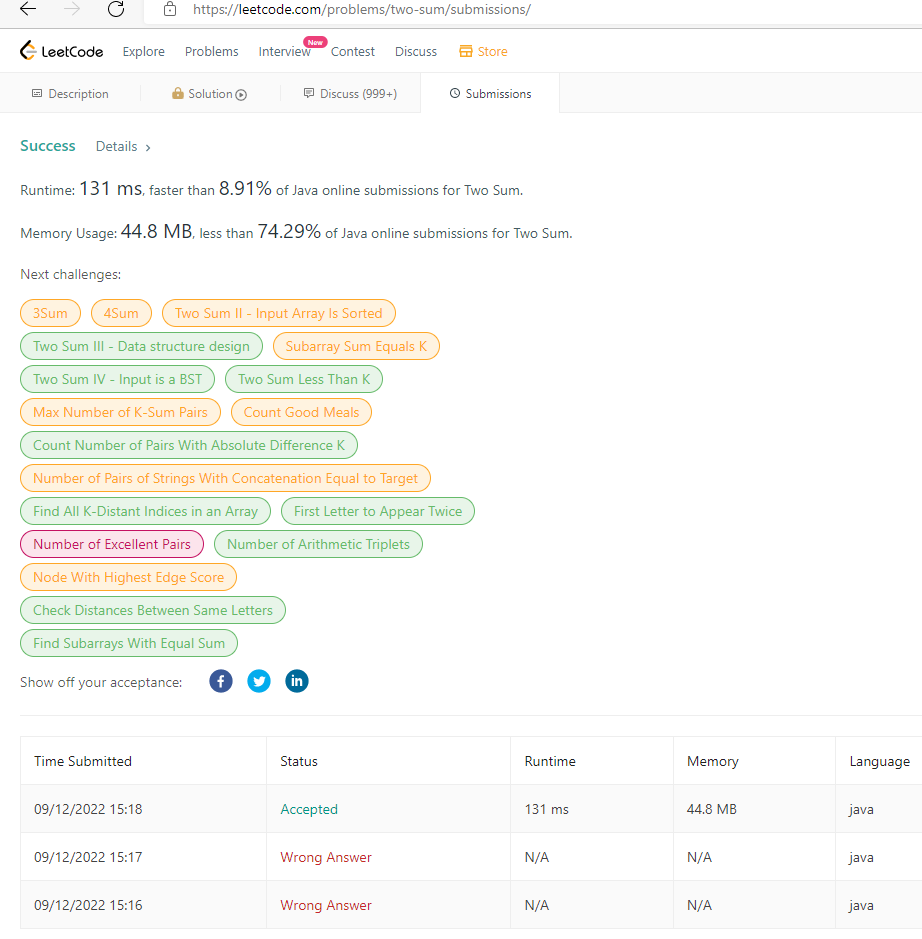 https://leetcode.com/problems/two-sum/submissions/
LeetCode Explore Problems Interview New Contest Discuss Store
Description Solution Discuss (999+) Submissions
Success Details >
Runtime: 131 ms, faster than 8.91% of Java online submissions for Two Sum.
Memory Usage: 44.8 MB, less than 74.29% of Java online submissions for Two Sum.
Next challenges:
3Sum 4Sum Two Sum II - Input Array Is Sorted
Two Sum III - Data structure design Subarray Sum Equals K
Two Sum IV - Input is a BST Two Sum Less Than K
Max Number of K-Sum Pairs Count Good Meals
Count Number of Pairs With Absolute Difference K
Number of Pairs of Strings With Concatenation Equal to Target
Find All K-Distant Indices in an Array First Letter to Appear Twice
Number of Excellent Pairs Number of Arithmetic Triplets
Node With Highest Edge Score
Check Distances Between Same Letters
Find Subarrays With Equal Sum
Show off your acceptance: f in
Time Submitted Status Runtime Memory Language
09/12/2022 15:18 Accepted 131 ms 44.8 MB java
09/12/2022 15:17 Wrong Answer N/A N/A java
09/12/2022 15:16 Wrong Answer N/A N/A java